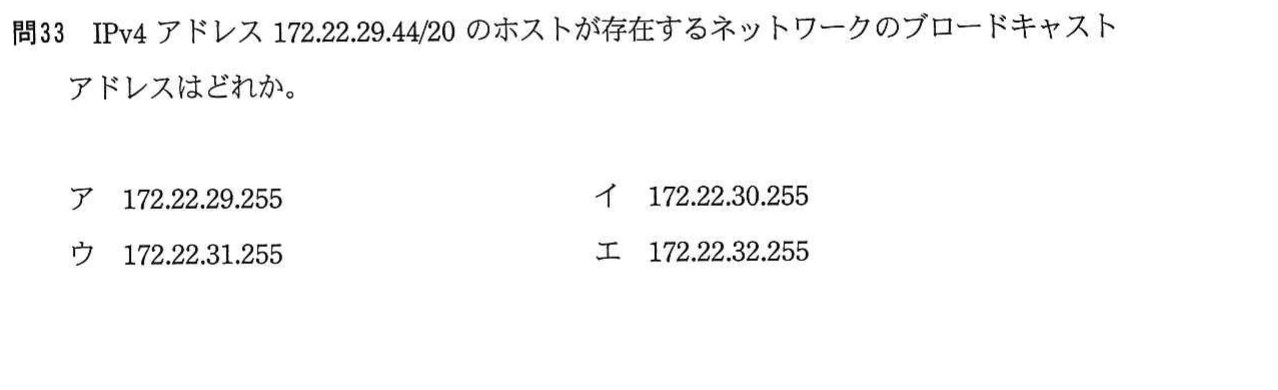 問33 IPv4 アドレス 172.22.29.44/20 のホストが存在するネットワークのブロードキャスト
アドレスはどれか。
ア 172.22.29.255 イ 172.22.30.255
ウ 172.22.31.255 エ 172.22.32.255